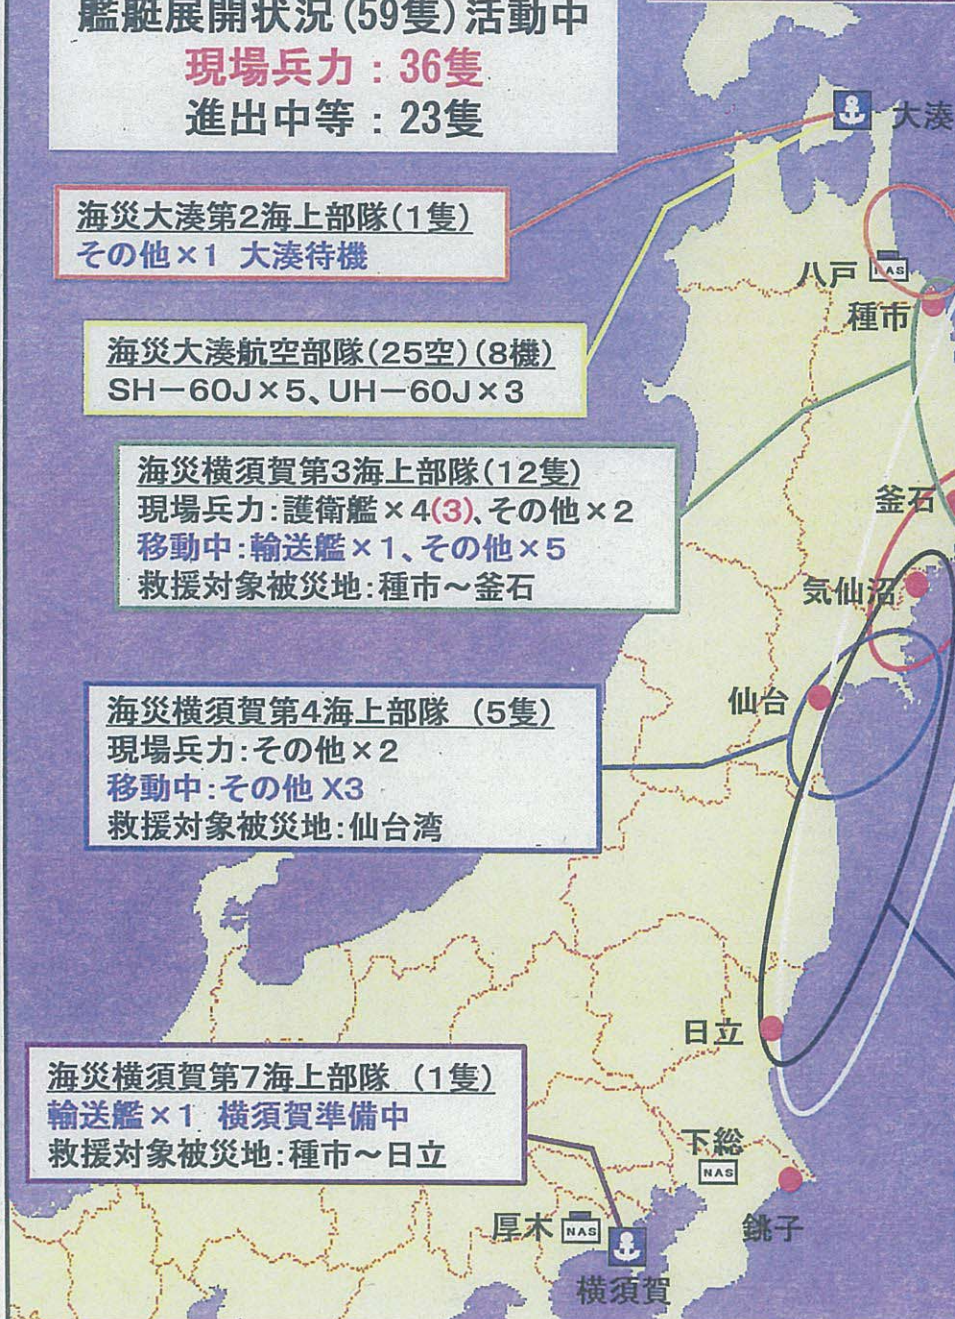 艦艇展開状況(59隻)活動中
現場兵力：36隻
進出中等：23隻
大湊
海災大湊第2海上部隊(1隻)
その他×1 大湊待機
八戸
NAS
種市
海災大湊航空部隊(25空)(8機)
SH－60J×5、UH－60J×3
海災横須賀第3海上部隊(12隻)
現場兵力:護衛艦×4(3)、その他×2
移動中:輸送艦×1、その他×5
救援対象被災地:種市～釜石
釜石
気仙沼
仙台
海災横須賀第4海上部隊 (5隻)
現場兵力:その他×2
移動中:その他 X3
救援対象被災地:仙台湾
日立
海災横須賀第7海上部隊 (1隻)
輸送艦×1 横須賀準備中
救援対象被災地:種市～日立
下総
NAS
厚木
NAS
銚子
横須賀